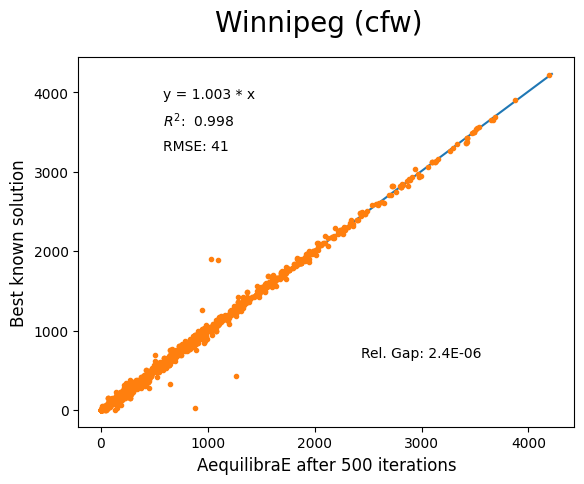 Winnipeg (cfw)
y = 1.003 * x
R²: 0.998
RMSE: 41
Rel. Gap: 2.4E-06
Best known solution
4000
3000
2000
1000
0
0 1000 2000 3000 4000
AequilibraE after 500 iterations